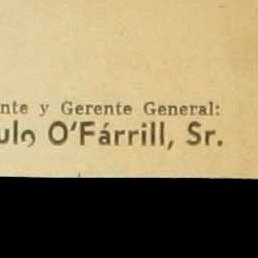 nte y Gerente General:
ulo O'Fárrill, Sr.